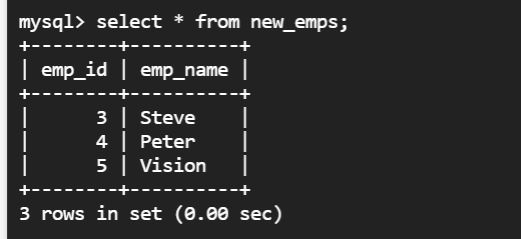 mysql> select * from new_emps;
+--------+----------+
| emp_id | emp_name |
+--------+----------+
|      3 | Steve    |
|      4 | Peter    |
|      5 | Vision   |
+--------+----------+
3 rows in set (0.00 sec)